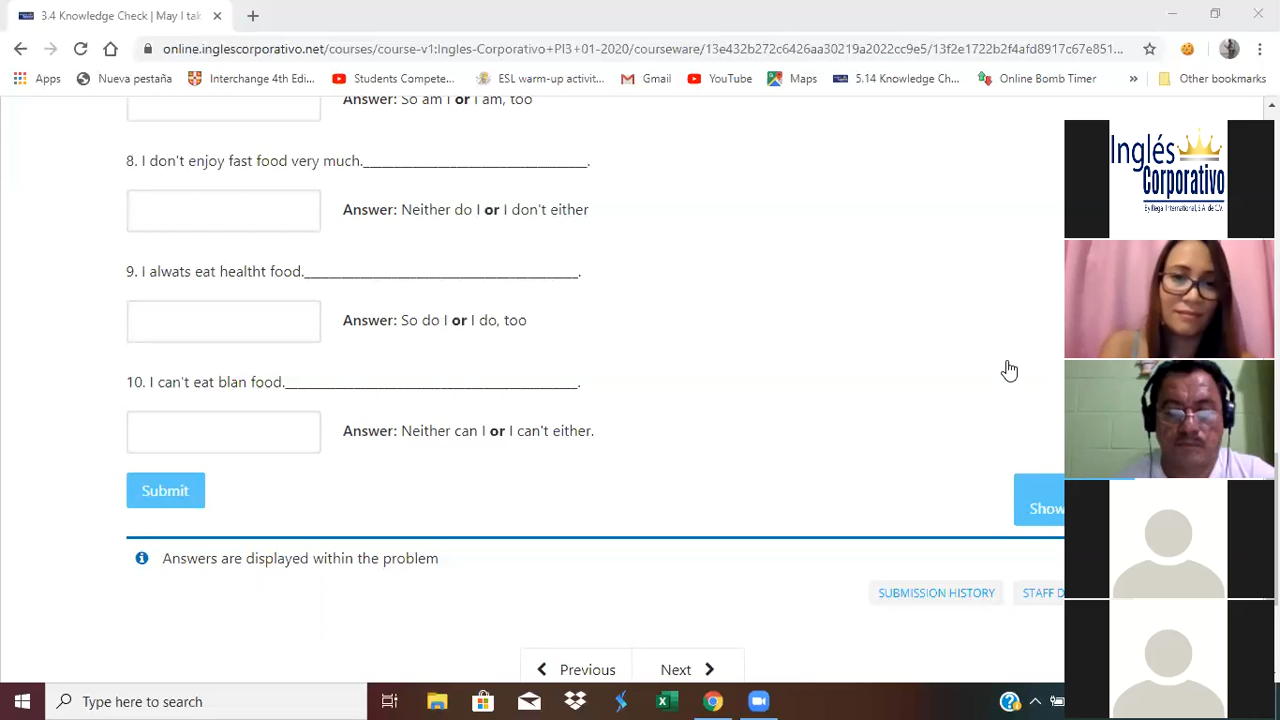 3.4 Knowledge Check | May I tak
online.inglescorporativo.net/courses/course-v1:Ingles-Corporativo+PI3+01-2020/courseware/13e432b272c6426aa30219a2022cc9e5/13f2e1722b2f4afd8917c67e851...
Apps Nueva pestaña Interchange 4th Edi... Students Compete... ESL warm-up activit... Gmail YouTube Maps 5.14 Knowledge Ch... Online Bomb Timer » Other bookmarks
Answer: So am I or I am, too
8. I don't enjoy fast food very much.______________________________.
Answer: Neither do I or I don't either
9. I alwats eat healtht food.____________________________________.
Answer: So do I or I do, too
10. I can't eat blan food.______________________________________.
Answer: Neither can I or I can't either.
Submit
Show
Answers are displayed within the problem
SUBMISSION HISTORY
STAFF D
Previous
Next
Inglés
Corporativo
By Rega International, S.A. de C.V.
Type here to search